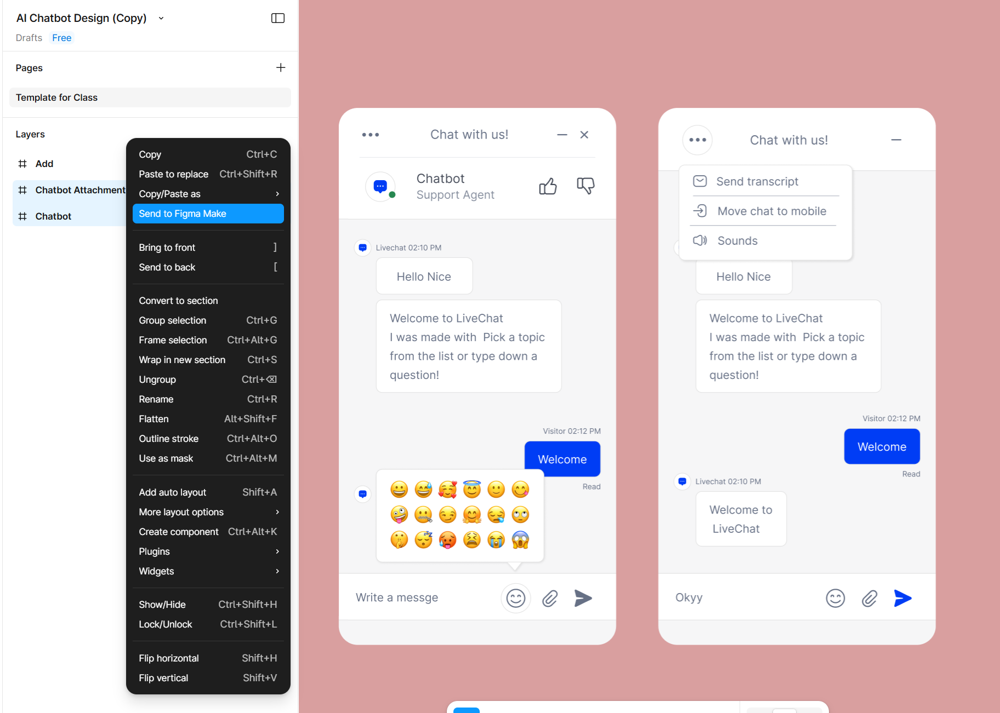 AI Chatbot Design (Copy)
Drafts Free
Pages
Template for Class
Layers
Add
Chatbot Attachment
Chatbot
Copy Ctrl+C
Paste to replace Ctrl+Shift+R
Copy/Paste as
Send to Figma Make
Bring to front ]
Send to back [
Convert to section
Group selection Ctrl+G
Frame selection Ctrl+Alt+G
Wrap in new section Ctrl+S
Ungroup Ctrl+⌫
Rename Ctrl+R
Flatten Alt+Shift+F
Outline stroke Ctrl+Alt+O
Use as mask Ctrl+Alt+M
Add auto layout Shift+A
More layout options
Create component Ctrl+Alt+K
Plugins
Widgets
Show/Hide Ctrl+Shift+H
Lock/Unlock Ctrl+Shift+L
Flip horizontal Shift+H
Flip vertical Shift+V
Chat with us!
Chatbot
Support Agent
Livechat 02:10 PM
Hello Nice
Welcome to LiveChat
I was made with  Pick a topic
from the list or type down a
question!
Visitor 02:12 PM
Welcome
Read
Write a messge
Chat with us!
Send transcript
Move chat to mobile
Sounds
Hello Nice
Welcome to LiveChat
I was made with  Pick a topic
from the list or type down a
question!
Visitor 02:12 PM
Welcome
Read
Livechat 02:10 PM
Welcome to
LiveChat
Okyy